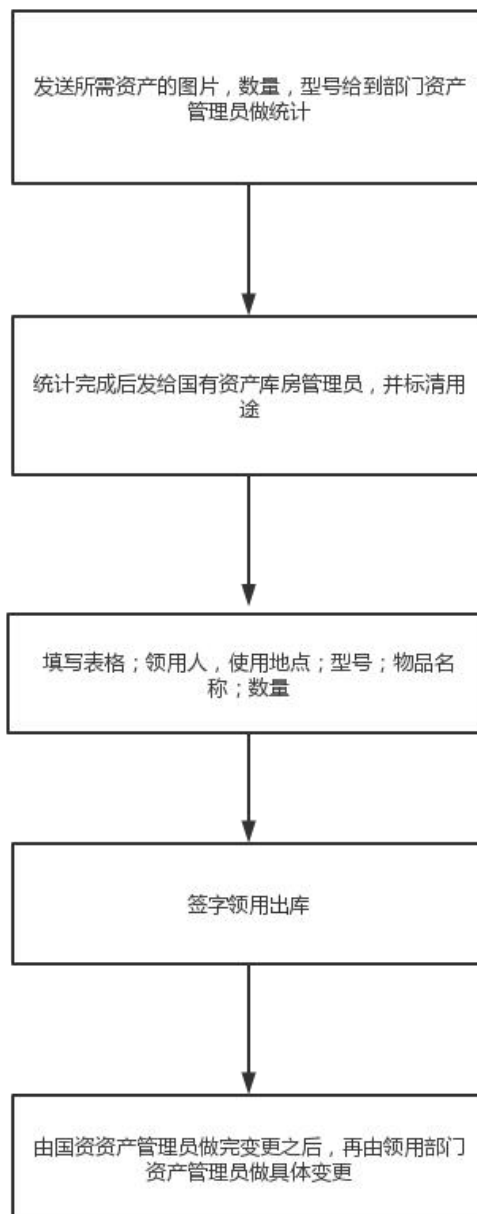 发送所需资产的图片，数量，型号给到部门资产
管理员做统计
统计完成后发给国有资产库房管理员，并标清用
途
填写表格；领用人，使用地点；型号；物品名
称；数量
签字领用出库
由国资资产管理员做完变更之后，再由领用部门
资产管理员做具体变更